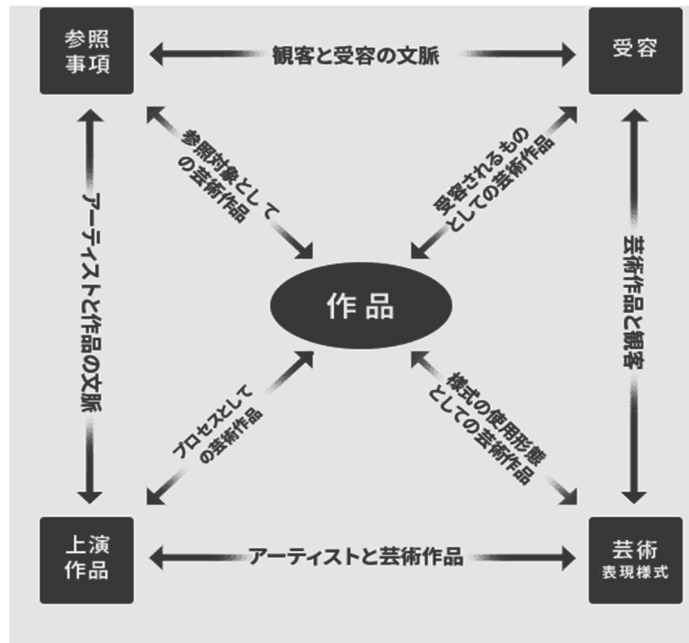 参照
事項
観客と受容の文脈
受容
参照対象として
の芸術作品
受容されるもの
としての芸術作品
アーティストと作品の文脈
作品
芸術作品と観客
プロセスとして
の芸術作品
様式の使用形態
としての芸術作品
上演
作品
アーティストと芸術作品
芸術
表現様式